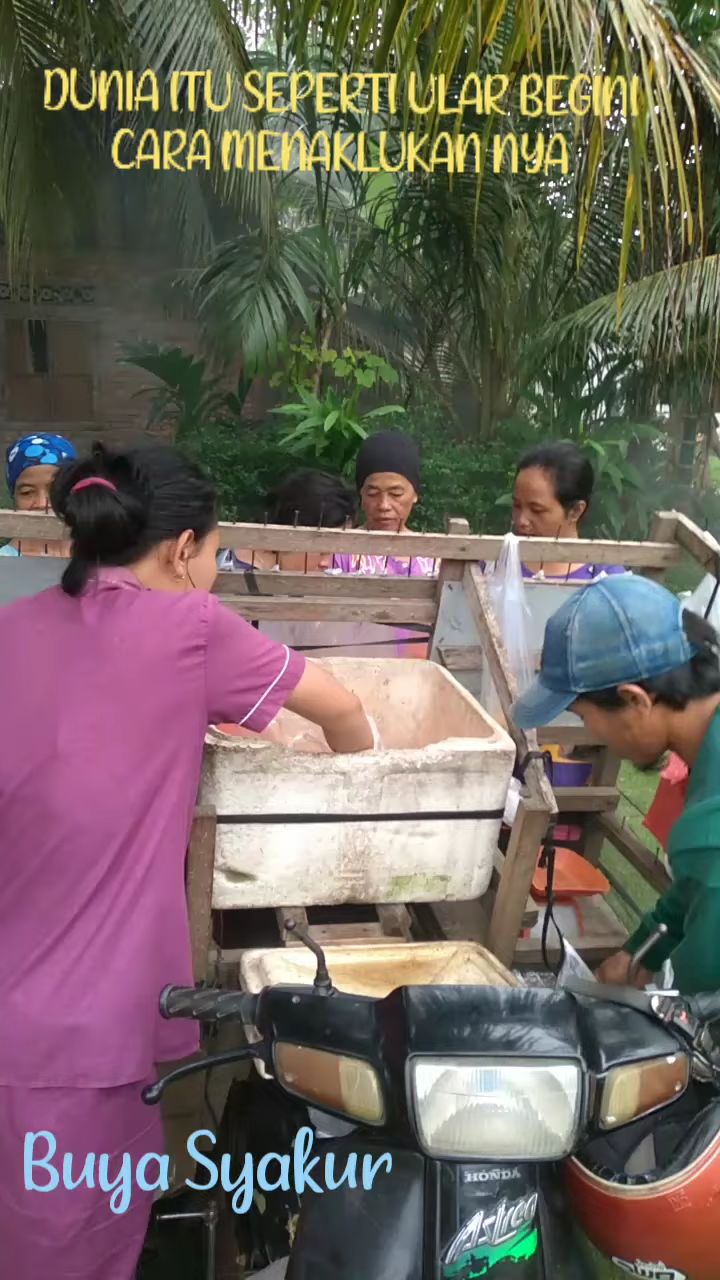 DUNIA ITU SEPERTI ULAR BEGINI
CARA MENAKLUKAN NYA
Buya Syakur
HONDA
Astrea